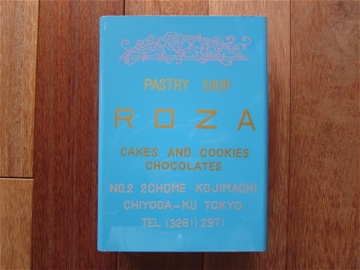 PASTRY SHOP
ROZA
CAKES AND COOKIES
CHOCOLATES
NO.2 2CHOME KOJIMACHI
CHIYODA-KU TOKYO
TEL (3261) 2971